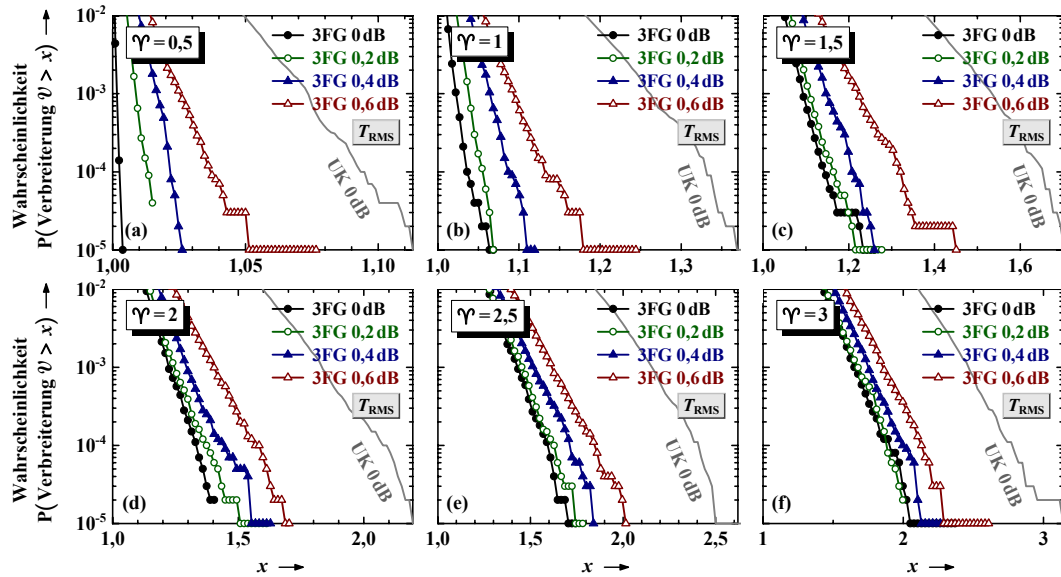 Wahrscheinlichkeit
P(Verbreiterung ϑ > x) →
10⁻²
10⁻³
10⁻⁴
10⁻⁵
ϒ = 0,5
3FG 0 dB
3FG 0,2 dB
3FG 0,4 dB
3FG 0,6 dB
T_RMS
UK 0 dB
(a)
1,00
1,05
1,10
ϒ = 1
3FG 0 dB
3FG 0,2 dB
3FG 0,4 dB
3FG 0,6 dB
T_RMS
UK 0 dB
(b)
1,0
1,1
1,2
1,3
ϒ = 1,5
3FG 0 dB
3FG 0,2 dB
3FG 0,4 dB
3FG 0,6 dB
T_RMS
UK 0 dB
(c)
1,0
1,2
1,4
1,6
Wahrscheinlichkeit
P(Verbreiterung ϑ > x) →
10⁻²
10⁻³
10⁻⁴
10⁻⁵
ϒ = 2
3FG 0 dB
3FG 0,2 dB
3FG 0,4 dB
3FG 0,6 dB
T_RMS
UK 0 dB
(d)
1,0
1,5
2,0
x →
ϒ = 2,5
3FG 0 dB
3FG 0,2 dB
3FG 0,4 dB
3FG 0,6 dB
T_RMS
UK 0 dB
(e)
1,0
1,5
2,0
2,5
x →
ϒ = 3
3FG 0 dB
3FG 0,2 dB
3FG 0,4 dB
3FG 0,6 dB
T_RMS
UK 0 dB
(f)
1
2
3
x →